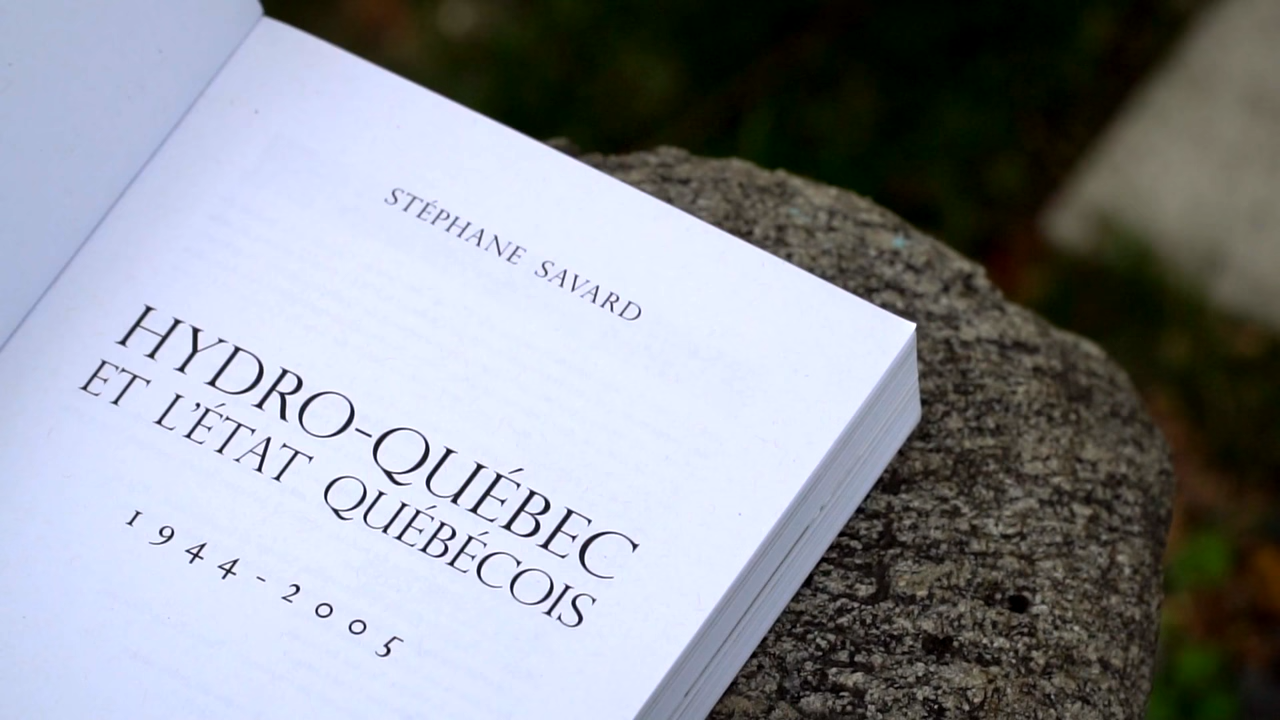 STÉPHANE SAVARD
HYDRO-QUÉBEC
ET L'ÉTAT QUÉBÉCOIS
1944-2005